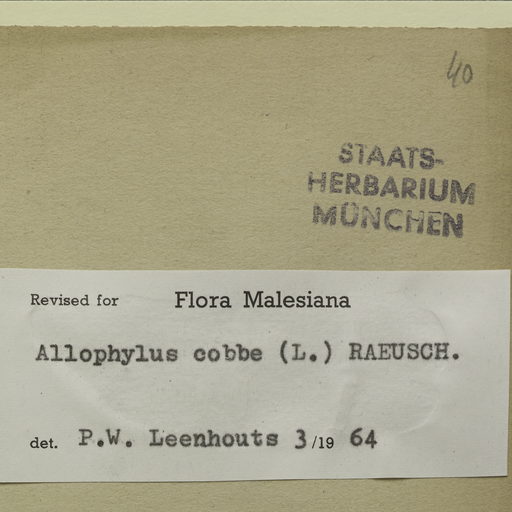 40
STAATS-
HERBARIUM
MÜNCHEN
Revised for Flora Malesiana
Allophylus cobbe (L.) RAEUSCH.
det. P.W. Leenhouts 3/19 64